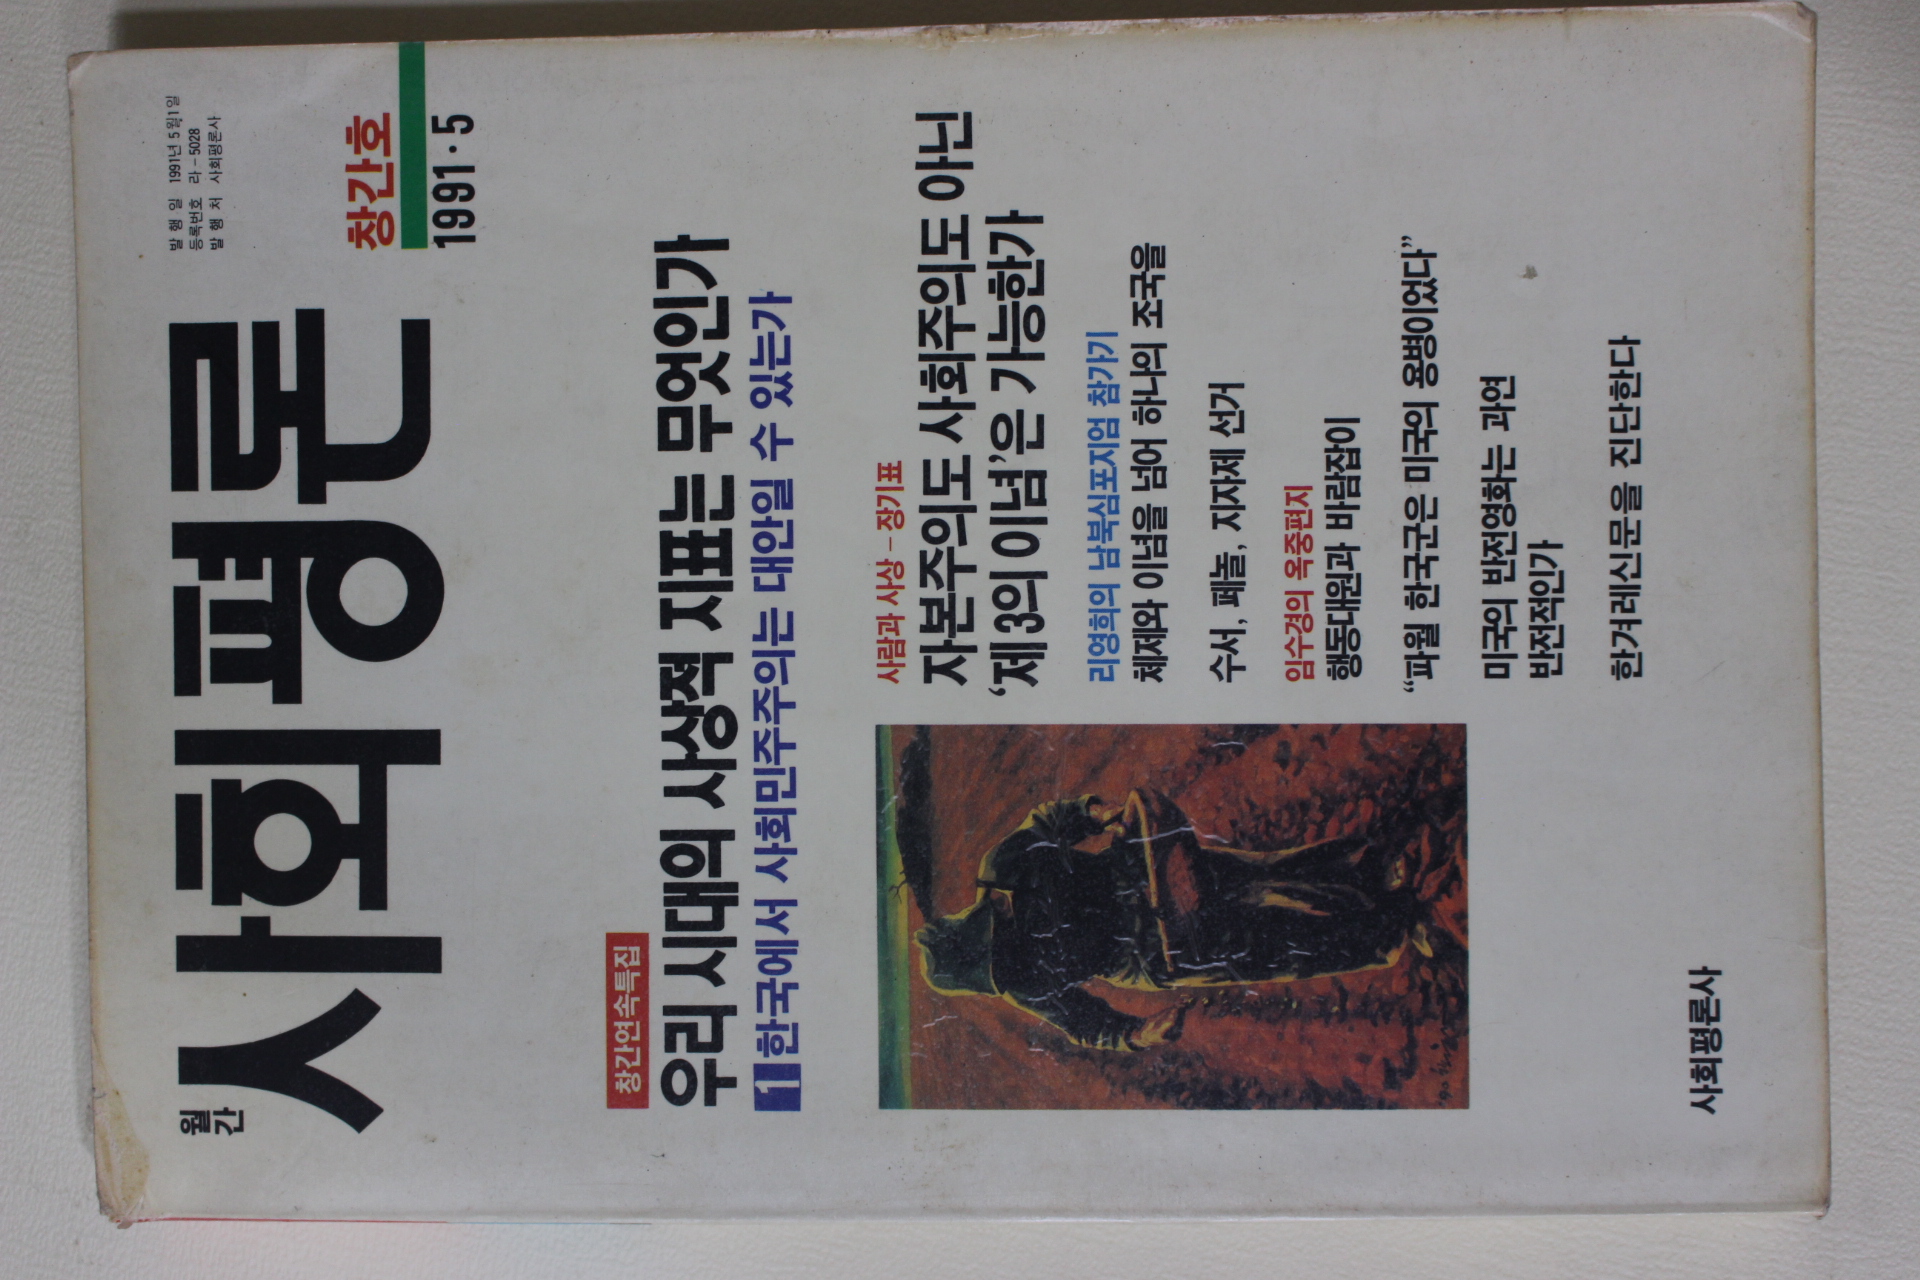 월간
사회평론
발행일 1991년 5월1일
등록번호 라-5028
발행처 사회평론사
창간호
1991·5
창간연속특집
우리 시대의 사상적 지표는 무엇인가
1 한국에서 사회민주주의는 대안일 수 있는가
사람과 사상-장기표
자본주의도 사회주의도 아닌
‘제3의 이념’은 가능한가
리영희의 남북심포지엄 참가기
체제와 이념을 넘어 하나의 조국을
수서, 페놀, 지자제 선거
임수경의 옥중편지
행동대원과 바람잡이
“파월 한국군은 미국의 용병이었다”
미국의 반전영화는 과연
반전적인가
한겨레신문을 진단한다
사회평론사